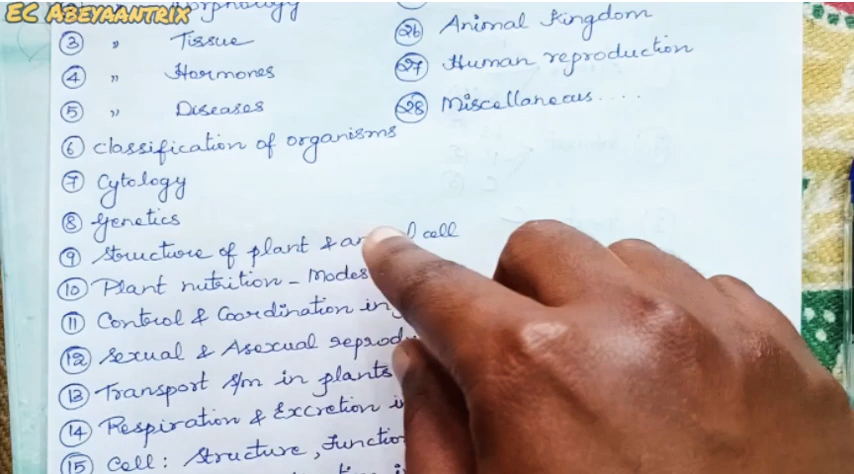 EC ABEYAANTRIX
③ " Tissue
④ " Hormones
⑤ " Diseases
⑥ classification of organisms
⑦ Cytology
⑧ Genetics
⑨ Structure of plant & cell
⑩ Plant nutrition - Modes
⑪ Control & Coordination in
⑫ Sexual & Asexual
⑬ Transport s/m in plants
⑭ Respiration & Excretion
⑮ Cell: Structure,
㉖ Animal Kingdom
㉗ Human reproduction
㉘ Miscellaneous....